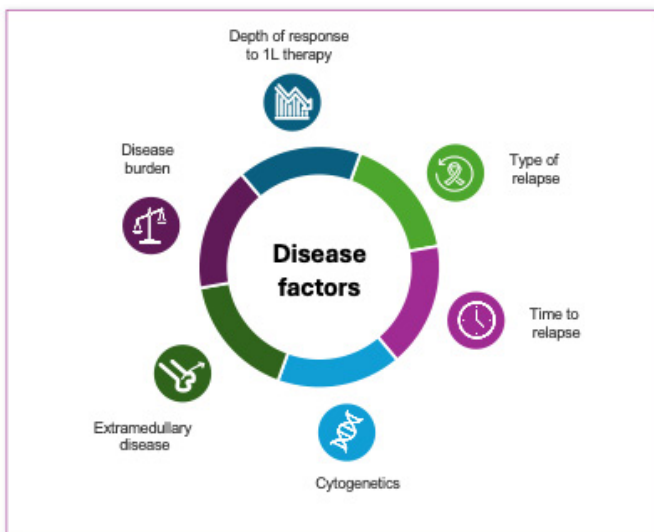 Depth of response
to 1L therapy
Type of
relapse
Time to
relapse
Cytogenetics
Extramedullary
disease
Disease
burden
Disease
factors